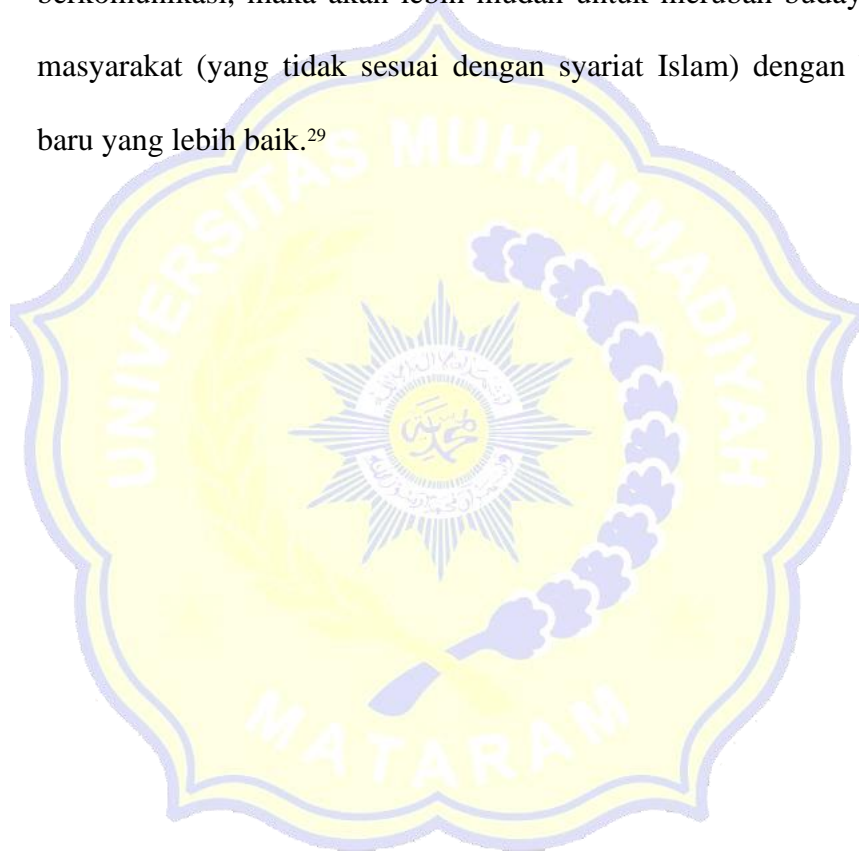 berkomunikasi, maka akan lebih mudah untuk merubah buday
masyarakat (yang tidak sesuai dengan syariat Islam) dengan
baru yang lebih baik.²⁹
UNIVERSITAS MUHAMMADIYAH
MATARAM